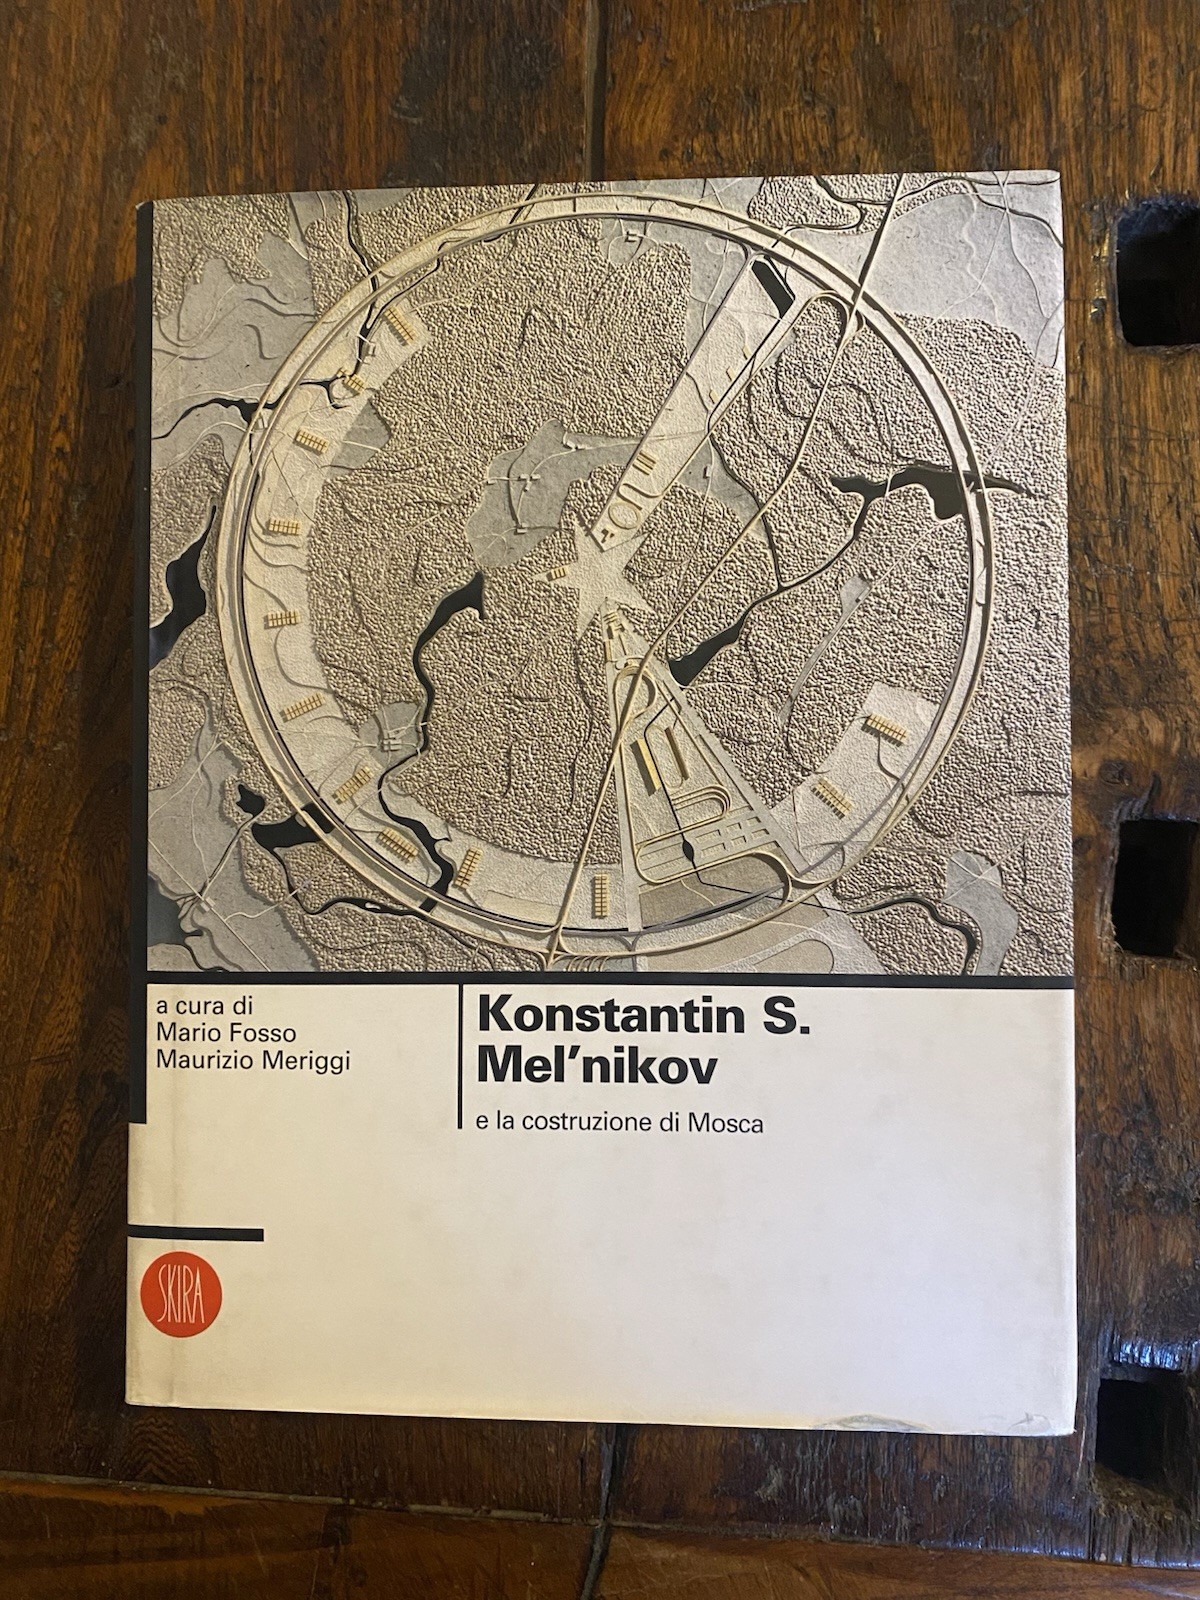 a cura di
Mario Fosso
Maurizio Meriggi
Konstantin S.
Mel’nikov
e la costruzione di Mosca
SKIRA